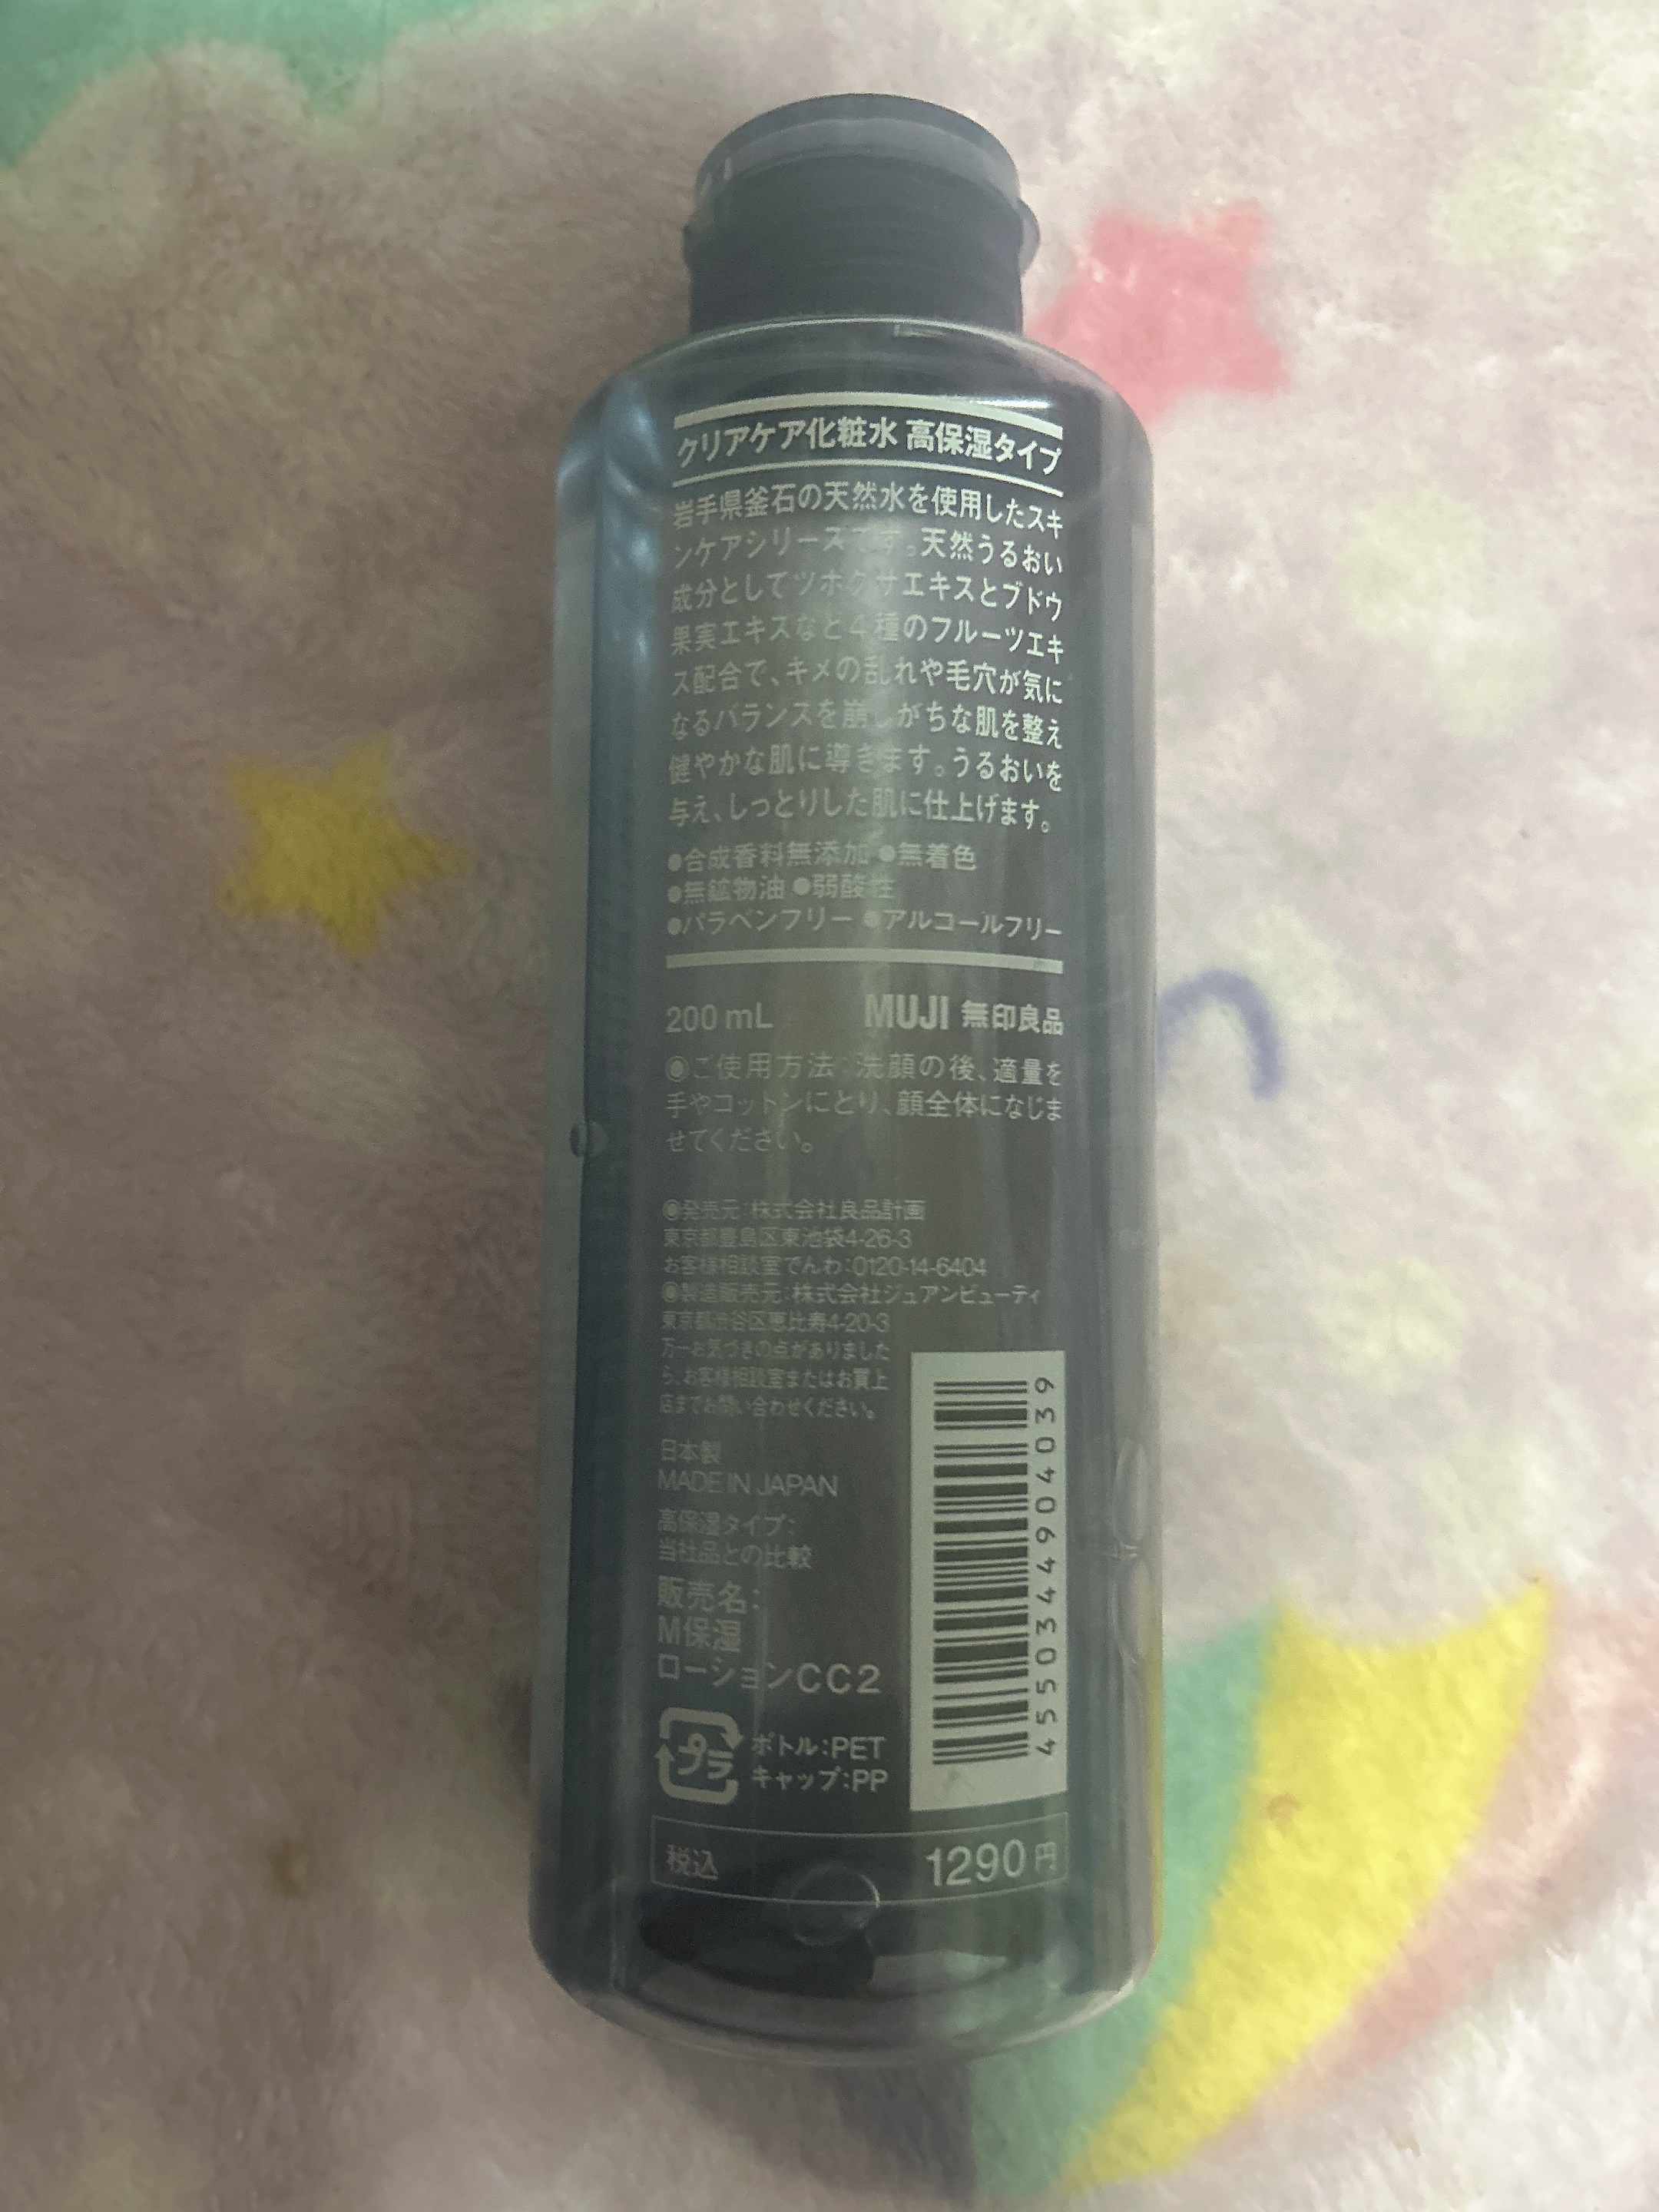 クリアケア化粧水 高保湿タイプ
岩手県釜石の天然水を使用したスキ
ンケアシリーズです。天然うるおい
成分としてツボクサエキスとブドウ
果実エキスなど4種のフルーツエキ
ス配合で、キメの乱れや毛穴が気に
なるバランスを崩しがちな肌を整え
健やかな肌に導きます。うるおいを
与え、しっとりした肌に仕上げます。
●合成香料無添加 ●無着色
●無鉱物油 ●弱酸性
●パラベンフリー ●アルコールフリー
200 mL MUJI 無印良品
◉ご使用方法:洗顔の後、適量を
手やコットンにとり、顔全体になじま
せてください。
◉発売元:株式会社良品計画
東京都豊島区東池袋4-26-3
お客様相談室でんわ:0120-14-6404
◉製造販売元:株式会社ジュアンビューティ
東京都渋谷区恵比寿4-20-3
万一お気づきの点がありました
ら、お客様相談室またはお買上
店までお問い合わせください。
日本製
MADE IN JAPAN
高保湿タイプ:
当社品との比較
販売名:
M保湿
ローションCC2
プラ
ボトル:PET
キャップ:PP
4550344904039
税込 1290円